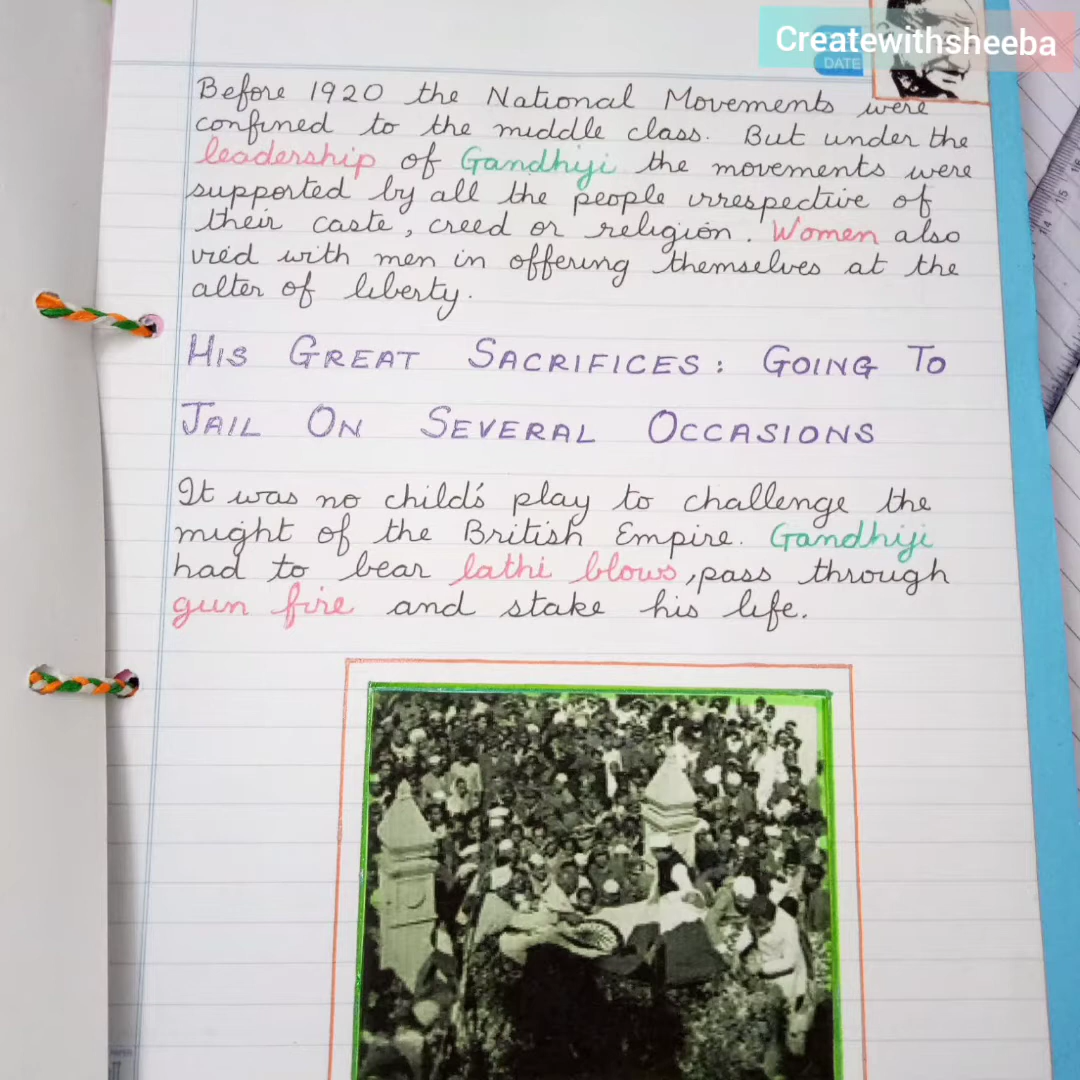 Createwithsheeba
DATE
Before 1920 the National Movements were
confined to the middle class. But under the
leadership of Gandhiji the movements were
supported by all the people irrespective of
their caste, creed or religion. Women also
vied with men in offering themselves at the
alter of liberty.
HIS GREAT SACRIFICES: GOING TO
JAIL ON SEVERAL OCCASIONS
It was no child's play to challenge the
might of the British Empire. Gandhiji
had to bear lathi blows, pass through
gun fire and stake his life.